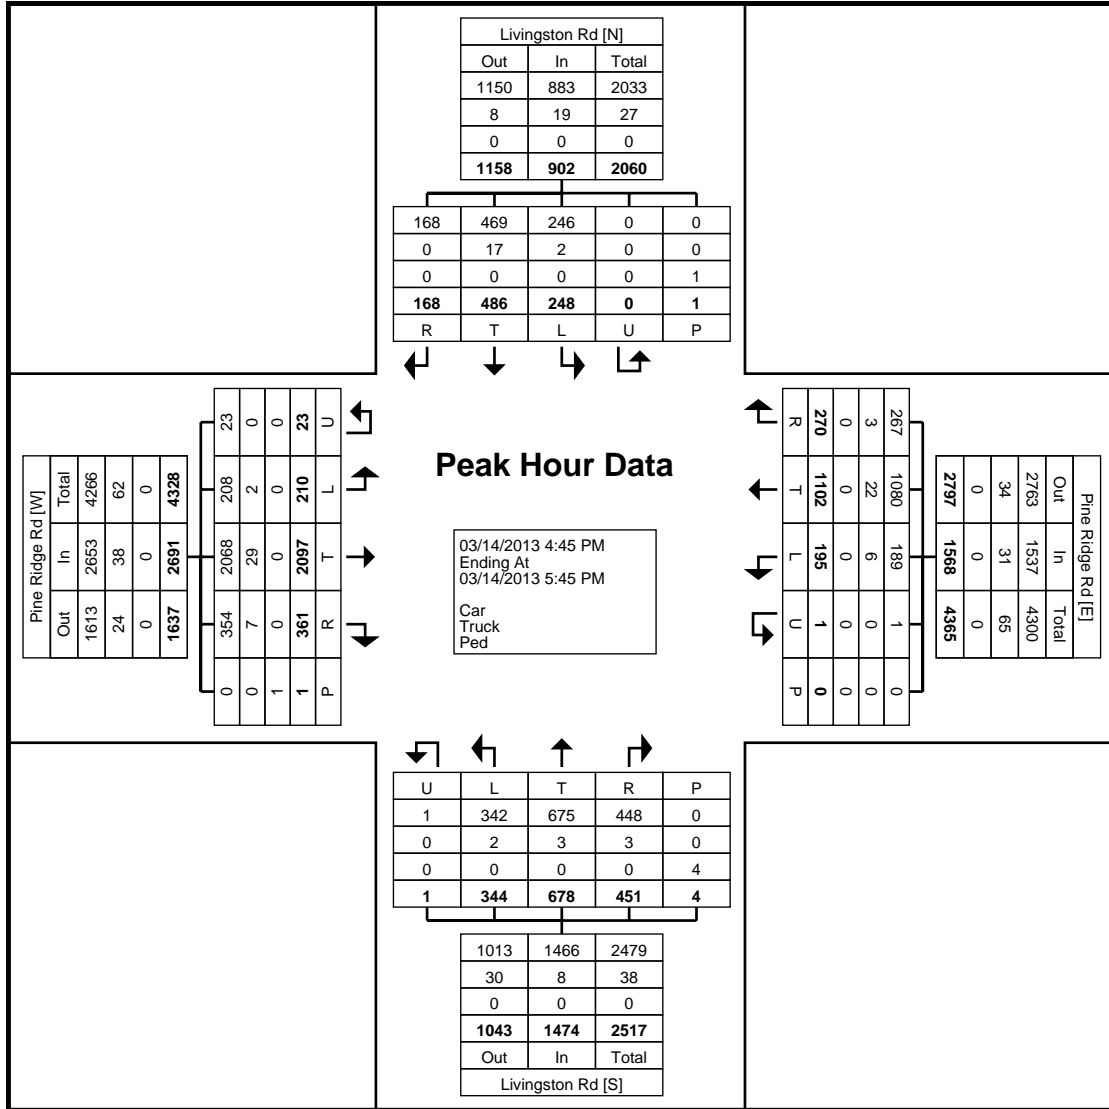 Livingston Rd [N]
Out In Total
1150 883 2033
8 19 27
0 0 0
1158 902 2060
168 469 246 0 0
0 17 2 0 0
0 0 0 0 1
168 486 248 0 1
R T L U P
Pine Ridge Rd [W]
Total In Out
4266 2653 1613
62 38 24
0 0 0
4328 2691 1637
23 208 2068 354 0
0 2 29 7 0
0 0 0 0 1
23 210 2097 361 1
U L T R P
Peak Hour Data
03/14/2013 4:45 PM
Ending At
03/14/2013 5:45 PM
Car
Truck
Ped
Pine Ridge Rd [E]
Out In Total
2763 1537 4300
34 31 65
0 0 0
2797 1568 4365
267 1080 189 1 0
3 22 6 0 0
0 0 0 0 0
270 1102 195 1 0
R T L U P
U L T R P
1 342 675 448 0
0 2 3 3 0
0 0 0 0 4
1 344 678 451 4
1013 1466 2479
30 8 38
0 0 0
1043 1474 2517
Out In Total
Livingston Rd [S]